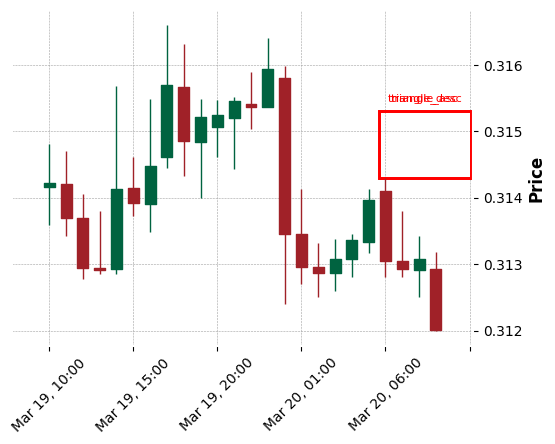 0.316
triangle_desc
0.315
0.314
0.313
0.312
Price
Mar 19, 10:00
Mar 19, 15:00
Mar 19, 20:00
Mar 20, 01:00
Mar 20, 06:00